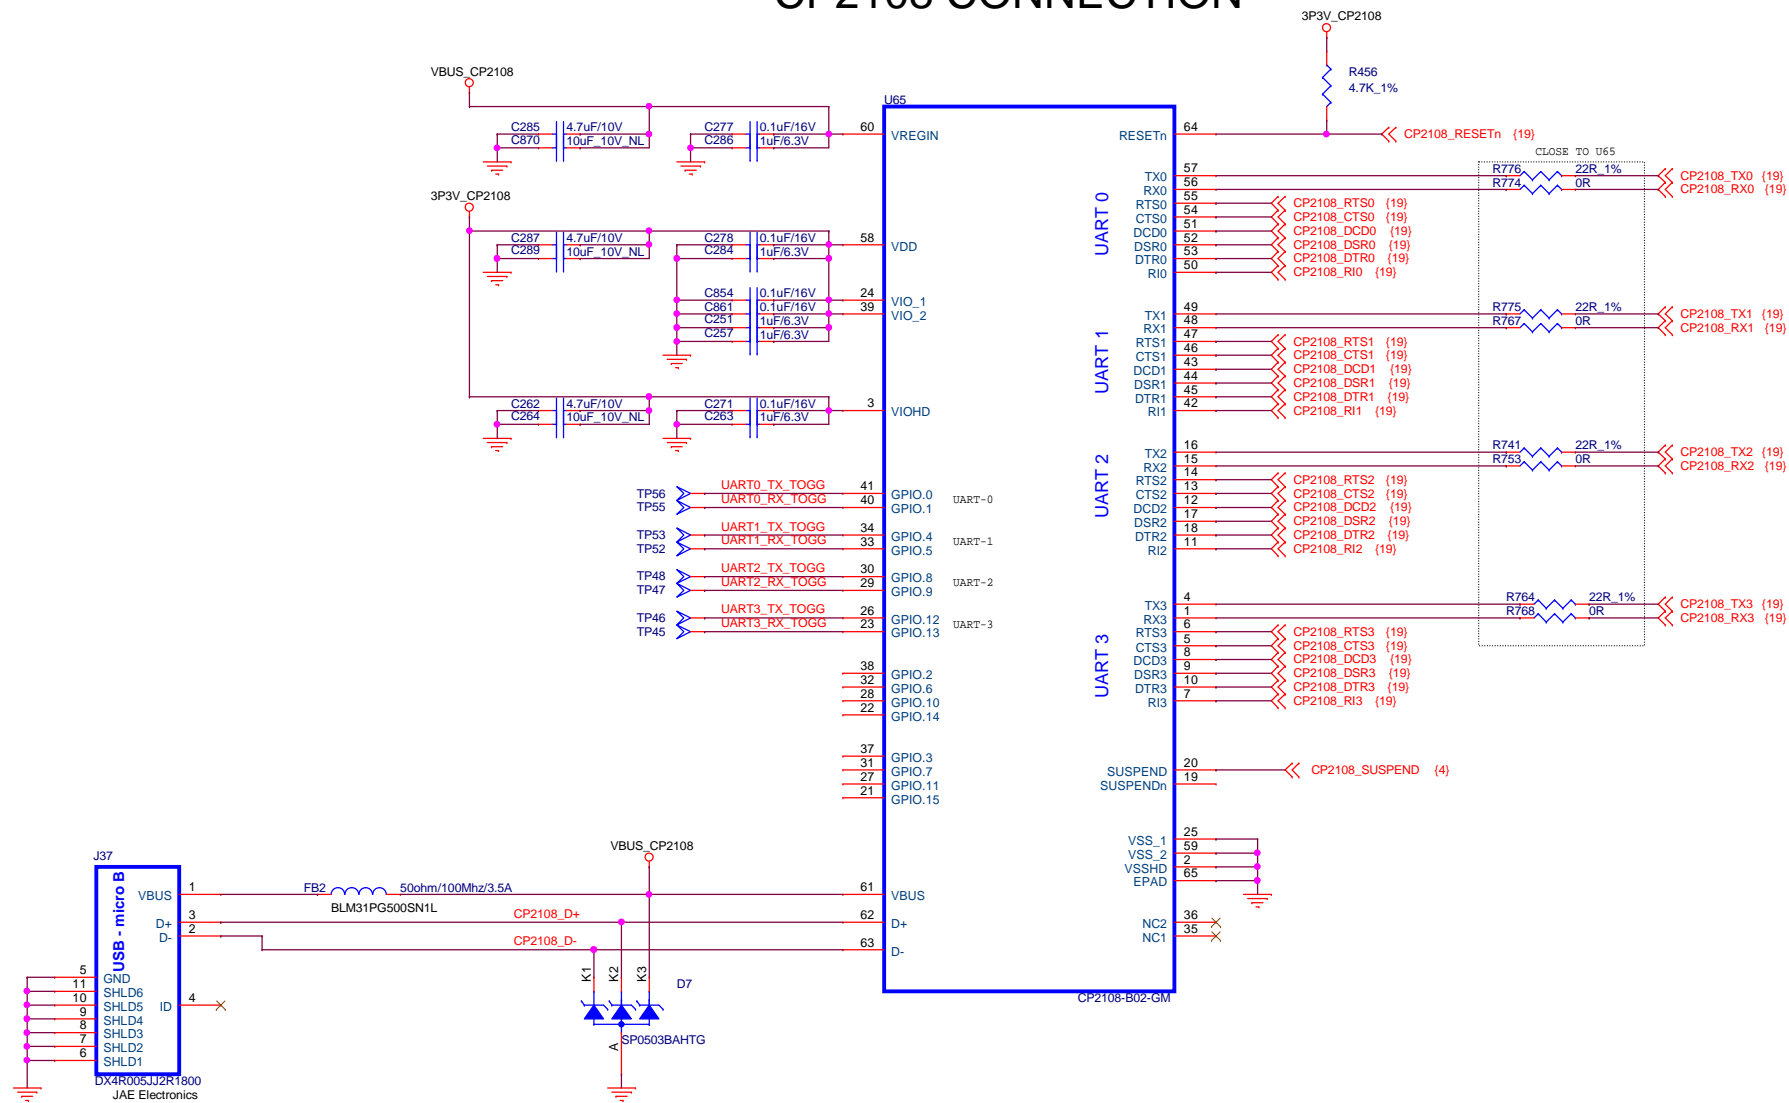 CP2108 CONNECTION
3P3V_CP2108
R456
4.7K_1%
VBUS_CP2108
C285 4.7uF/10V
C870 10uF_10V_NL
C277 0.1uF/16V
C286 1uF/6.3V
3P3V_CP2108
C287 4.7uF/10V
C289 10uF_10V_NL
C278 0.1uF/16V
C284 1uF/6.3V
C854 0.1uF/16V
C861 0.1uF/16V
C251 1uF/6.3V
C257 1uF/6.3V
C262 4.7uF/10V
C264 10uF_10V_NL
C271 0.1uF/16V
C263 1uF/6.3V
TP56 UART0_TX_TOGG
TP55 UART0_RX_TOGG
TP53 UART1_TX_TOGG
TP52 UART1_RX_TOGG
TP48 UART2_TX_TOGG
TP47 UART2_RX_TOGG
TP46 UART3_TX_TOGG
TP45 UART3_RX_TOGG
U65
60 VREGIN
58 VDD
24 VIO_1
39 VIO_2
3 VIOHD
41 GPIO.0
40 GPIO.1
UART-0
34 GPIO.4
33 GPIO.5
UART-1
30 GPIO.8
29 GPIO.9
UART-2
26 GPIO.12
23 GPIO.13
UART-3
38 GPIO.2
32 GPIO.6
28 GPIO.10
22 GPIO.14
37 GPIO.3
31 GPIO.7
27 GPIO.11
21 GPIO.15
61 VBUS
62 D+
63 D-
RESETn 64 CP2108_RESETn {19}
CLOSE TO U65
UART 0
TX0 57 R776 22R_1% CP2108_TX0 {19}
RX0 56 R774 0R CP2108_RX0 {19}
RTS0 55 CP2108_RTS0 {19}
CTS0 54 CP2108_CTS0 {19}
DCD0 51 CP2108_DCD0 {19}
DSR0 52 CP2108_DSR0 {19}
DTR0 53 CP2108_DTR0 {19}
RI0 50 CP2108_RI0 {19}
UART 1
TX1 49 R775 22R_1% CP2108_TX1 {19}
RX1 48 R767 0R CP2108_RX1 {19}
RTS1 47 CP2108_RTS1 {19}
CTS1 46 CP2108_CTS1 {19}
DCD1 43 CP2108_DCD1 {19}
DSR1 44 CP2108_DSR1 {19}
DTR1 45 CP2108_DTR1 {19}
RI1 42 CP2108_RI1 {19}
UART 2
TX2 16 R741 22R_1% CP2108_TX2 {19}
RX2 15 R753 0R CP2108_RX2 {19}
RTS2 14 CP2108_RTS2 {19}
CTS2 13 CP2108_CTS2 {19}
DCD2 12 CP2108_DCD2 {19}
DSR2 17 CP2108_DSR2 {19}
DTR2 18 CP2108_DTR2 {19}
RI2 11 CP2108_RI2 {19}
UART 3
TX3 4 R764 22R_1% CP2108_TX3 {19}
RX3 1 R768 0R CP2108_RX3 {19}
RTS3 6 CP2108_RTS3 {19}
CTS3 5 CP2108_CTS3 {19}
DCD3 8 CP2108_DCD3 {19}
DSR3 9 CP2108_DSR3 {19}
DTR3 10 CP2108_DTR3 {19}
RI3 7 CP2108_RI3 {19}
SUSPEND 20 CP2108_SUSPEND {4}
SUSPENDn 19
VSS_1 25
VSS_2 59
VSSHD 2
EPAD 65
NC2 36
NC1 35
CP2108-B02-GM
J37
USB - micro B
VBUS 1
D+ 3
D- 2
5 GND
11 SHLD6
10 SHLD5
9 SHLD4
8 SHLD3
7 SHLD2
6 SHLD1
ID 4
DX4R005JJ2R1800
JAE Electronics
VBUS_CP2108
FB2 50ohm/100Mhz/3.5A
BLM31PG500SN1L
CP2108_D+
CP2108_D-
K1 K2 K3
D7
SP0503BAHTG
A